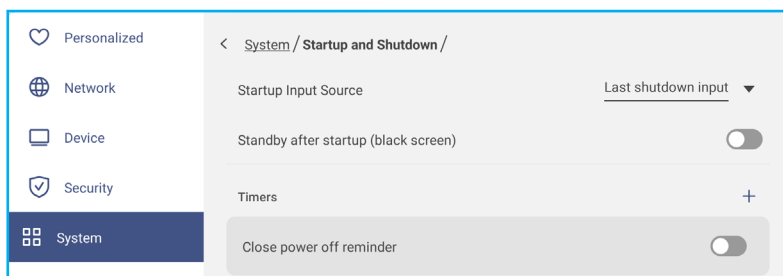 Personalized
Network
Device
Security
System
System / Startup and Shutdown /
Startup Input Source Last shutdown input
Standby after startup (black screen)
Timers
Close power off reminder